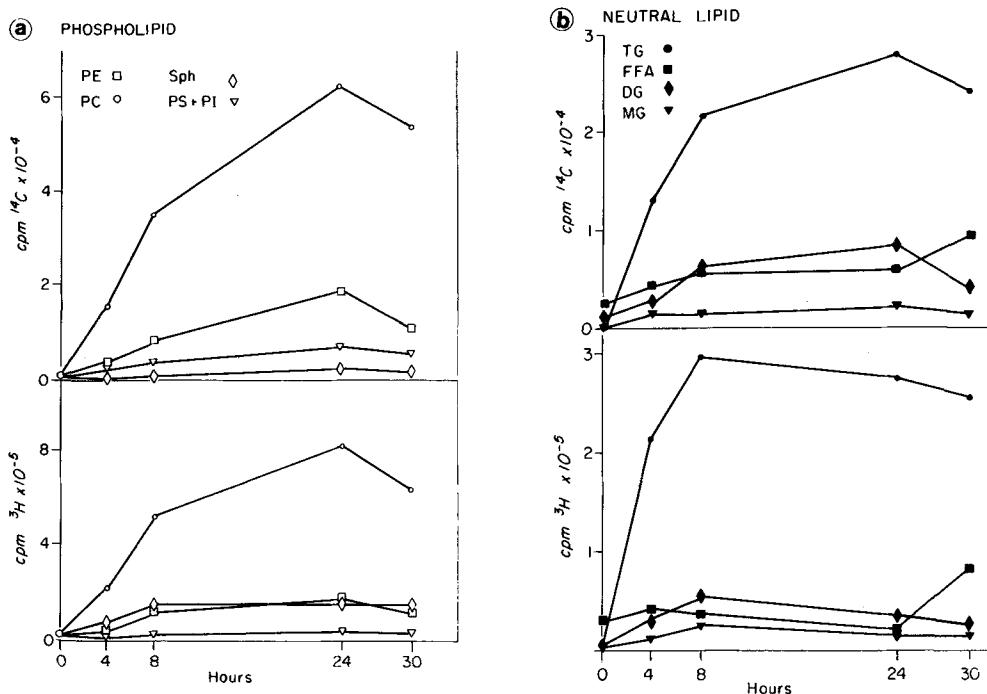 a PHOSPHOLIPID
PE Sph
PC PS+PI
6
4
2
0
cpm ¹⁴C x10⁻⁴
8
4
0
cpm ³H x10⁻⁵
0 4 8 24 30
Hours
b NEUTRAL LIPID
TG
FFA
DG
MG
3
2
1
0
cpm ¹⁴C x 10⁻⁴
3
2
1
cpm ³H x 10⁻⁵
0 4 8 24 30
Hours